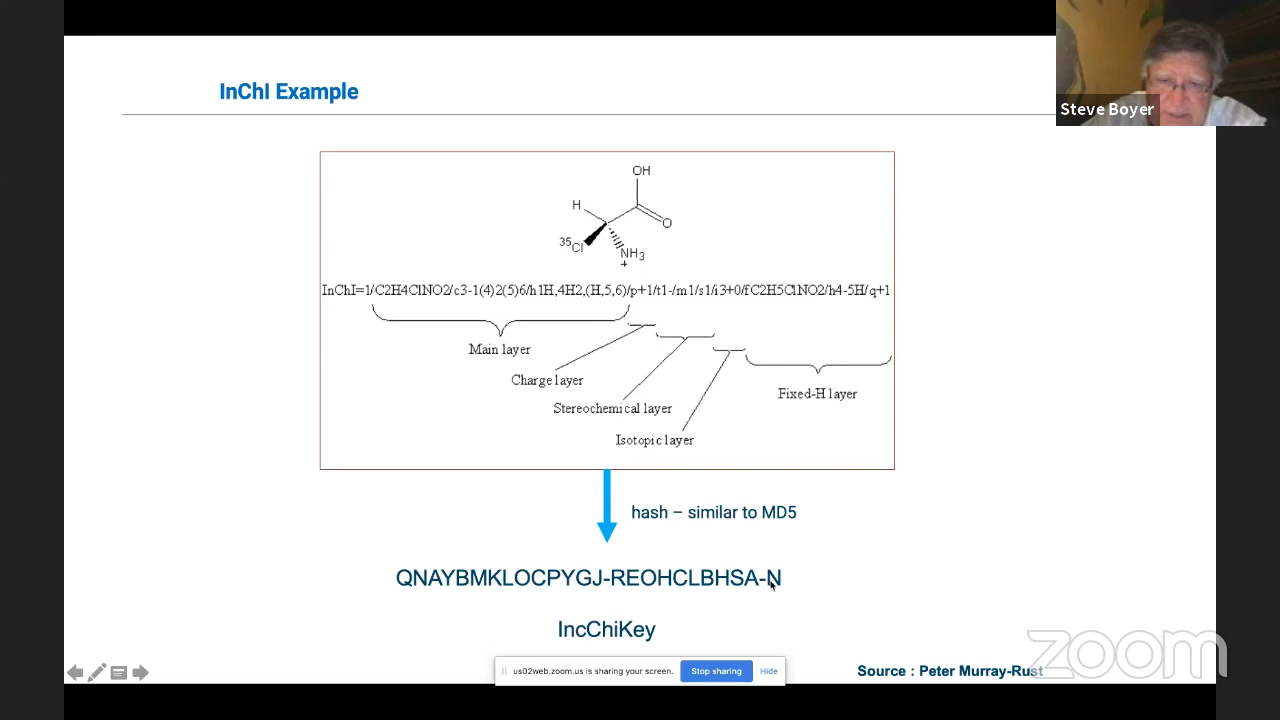 InChI Example
Steve Boyer
OH
H
O
35Cl
NH3
+
InChI=1/C2H4ClNO2/c3-1(4)2(5)6/h1H,4H2,(H,5,6)/p+1/t1-/m1/s1/i3+0/fC2H5ClNO2/h4-5H/q+1
Main layer
Charge layer
Fixed-H layer
Stereochemical layer
Isotopic layer
hash – similar to MD5
QNAYBMKLOCPYGJ-REOHCLBHSA-N
IncChiKey
us02web.zoom.us is sharing your screen.
Stop sharing
Hide
Source : Peter Murray-Rust
zoom